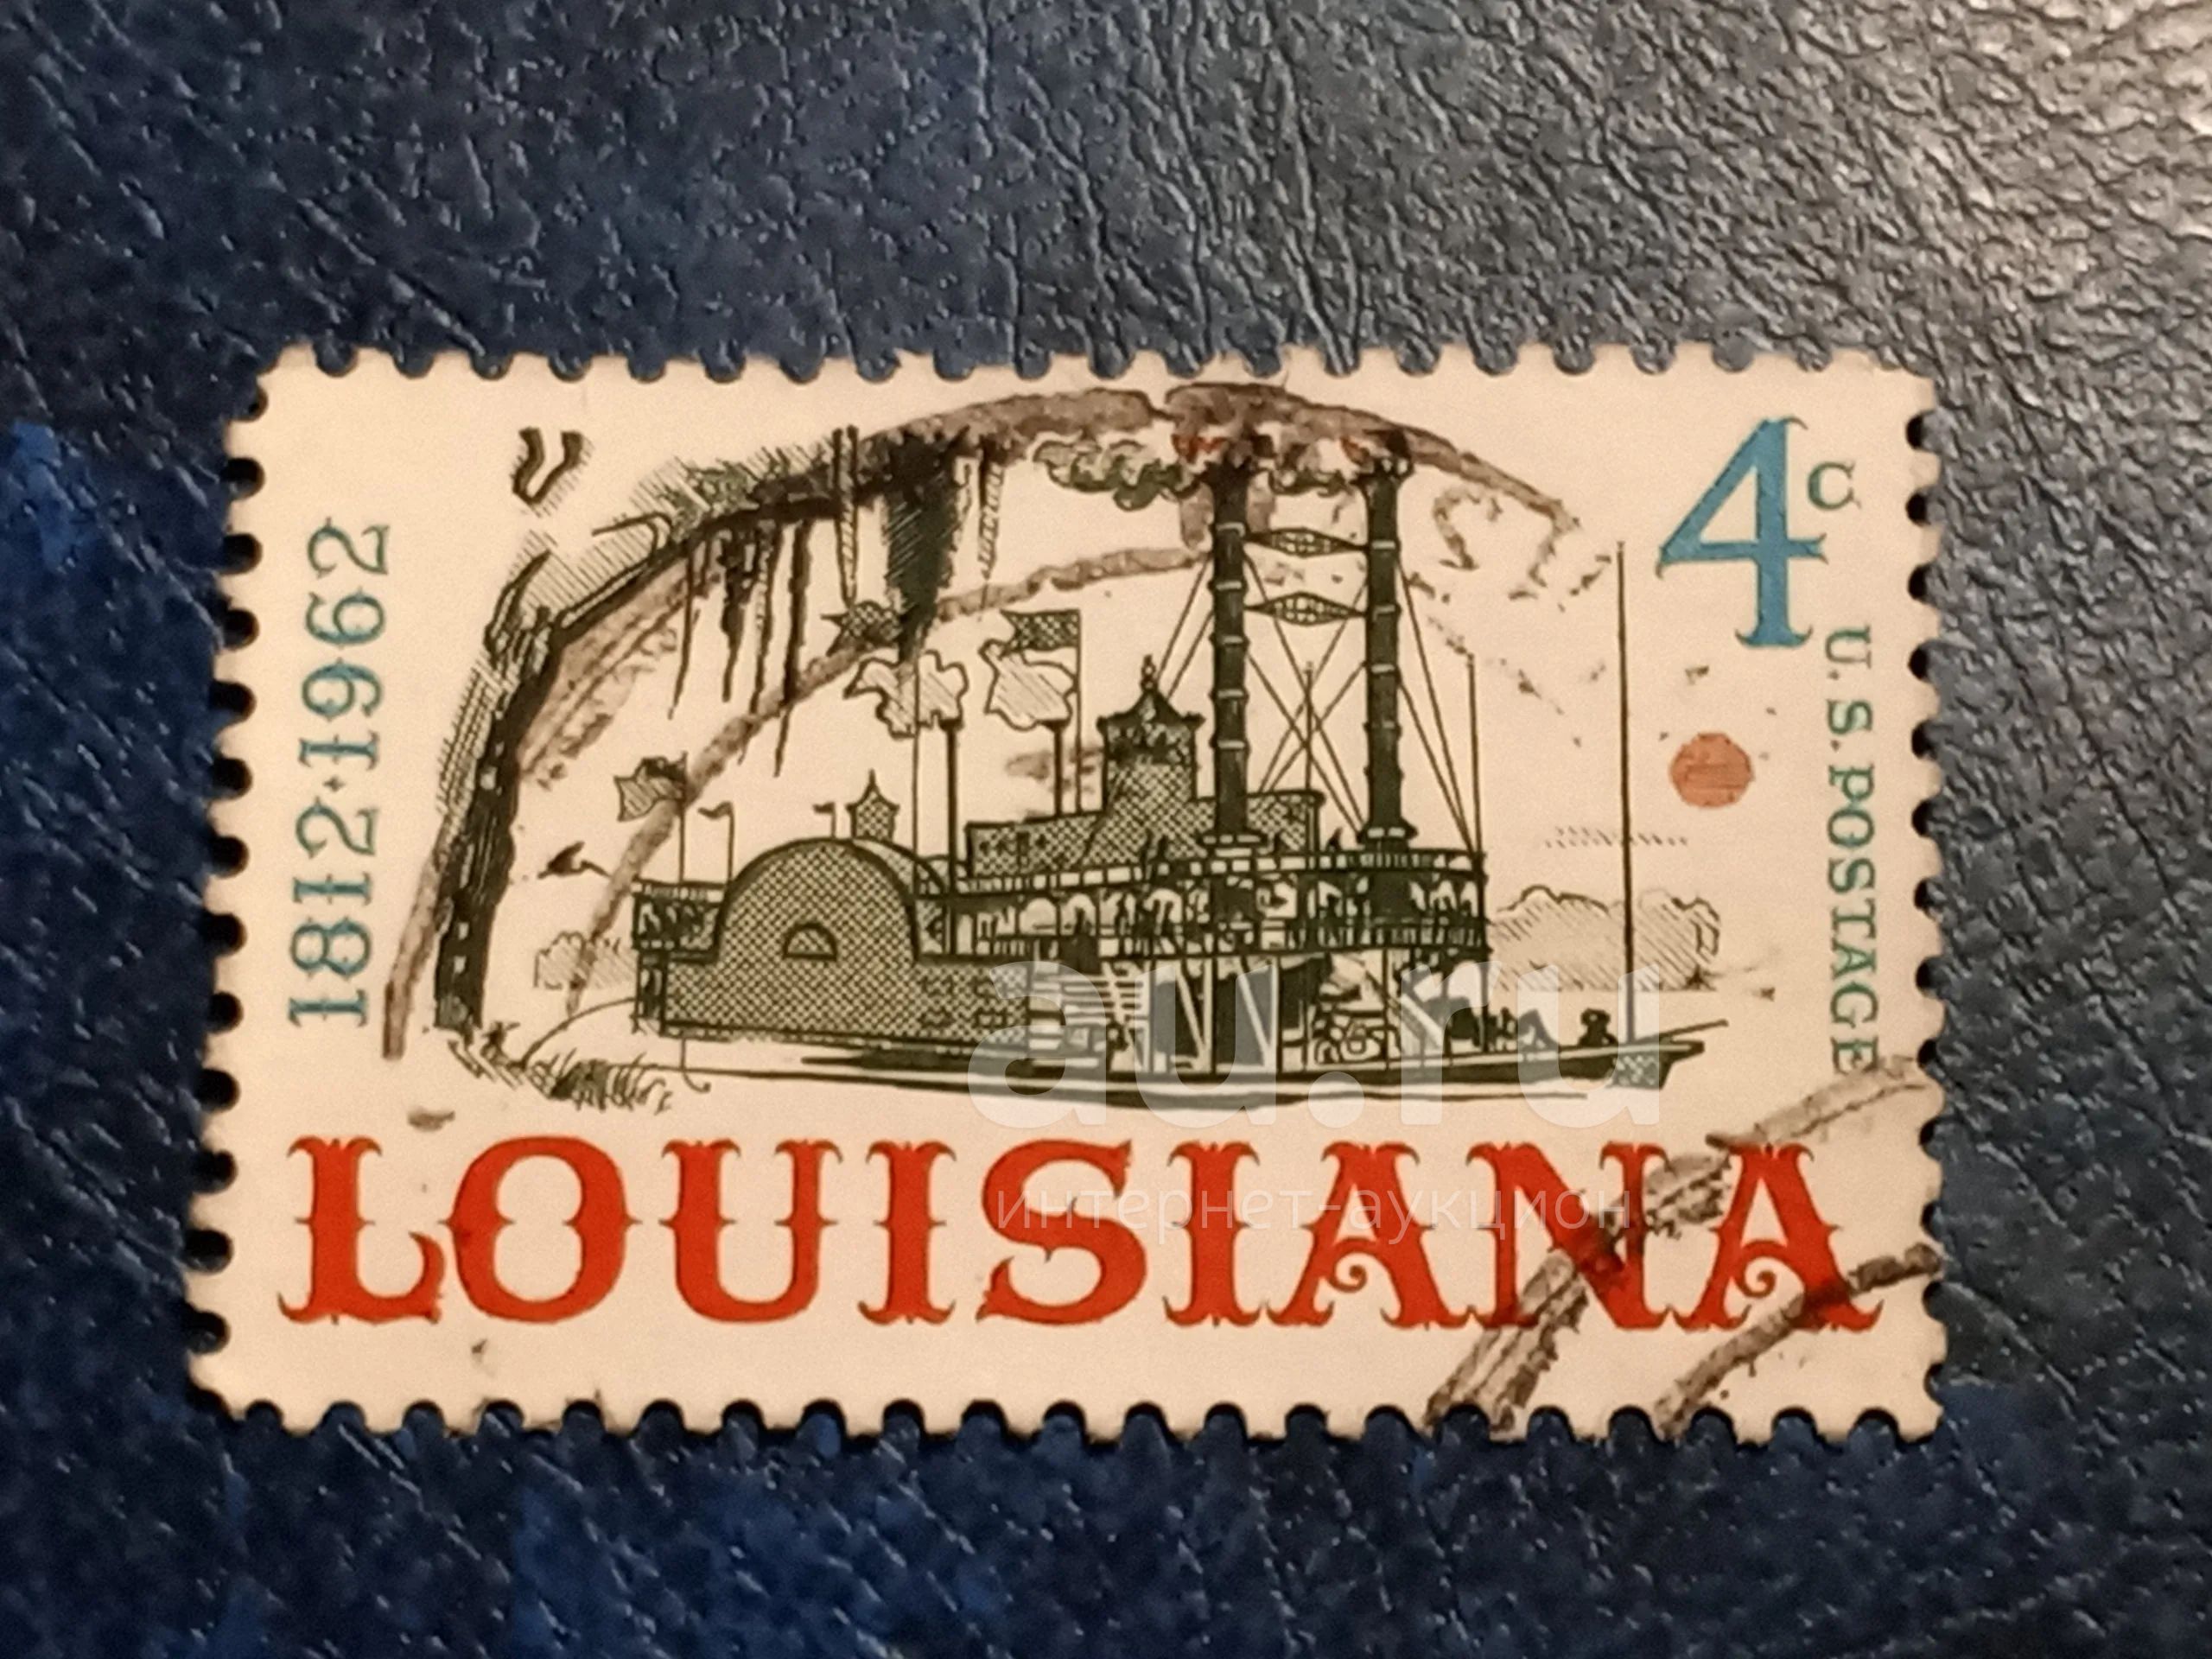 1812·1962
4c
U.S. POSTAGE
LOUISIANA
au.ru
интернет-аукцион